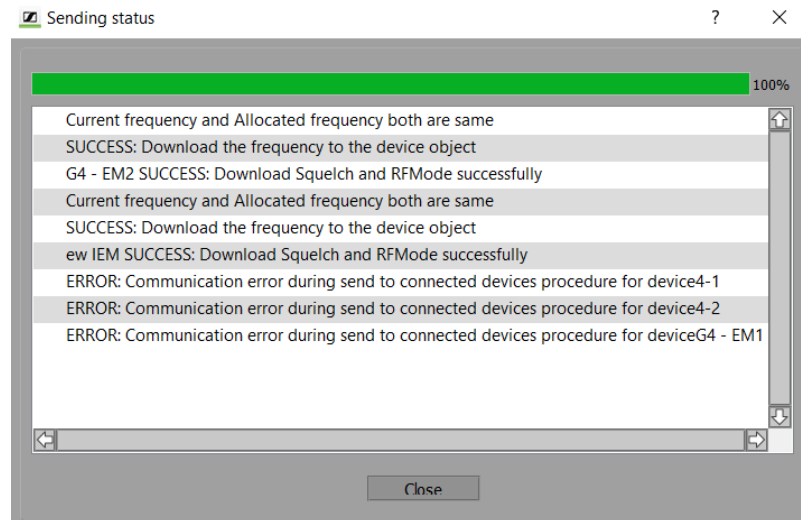 Sending status
?
100%
Current frequency and Allocated frequency both are same
SUCCESS: Download the frequency to the device object
G4 - EM2 SUCCESS: Download Squelch and RFMode successfully
Current frequency and Allocated frequency both are same
SUCCESS: Download the frequency to the device object
ew IEM SUCCESS: Download Squelch and RFMode successfully
ERROR: Communication error during send to connected devices procedure for device4-1
ERROR: Communication error during send to connected devices procedure for device4-2
ERROR: Communication error during send to connected devices procedure for deviceG4 - EM1
Close